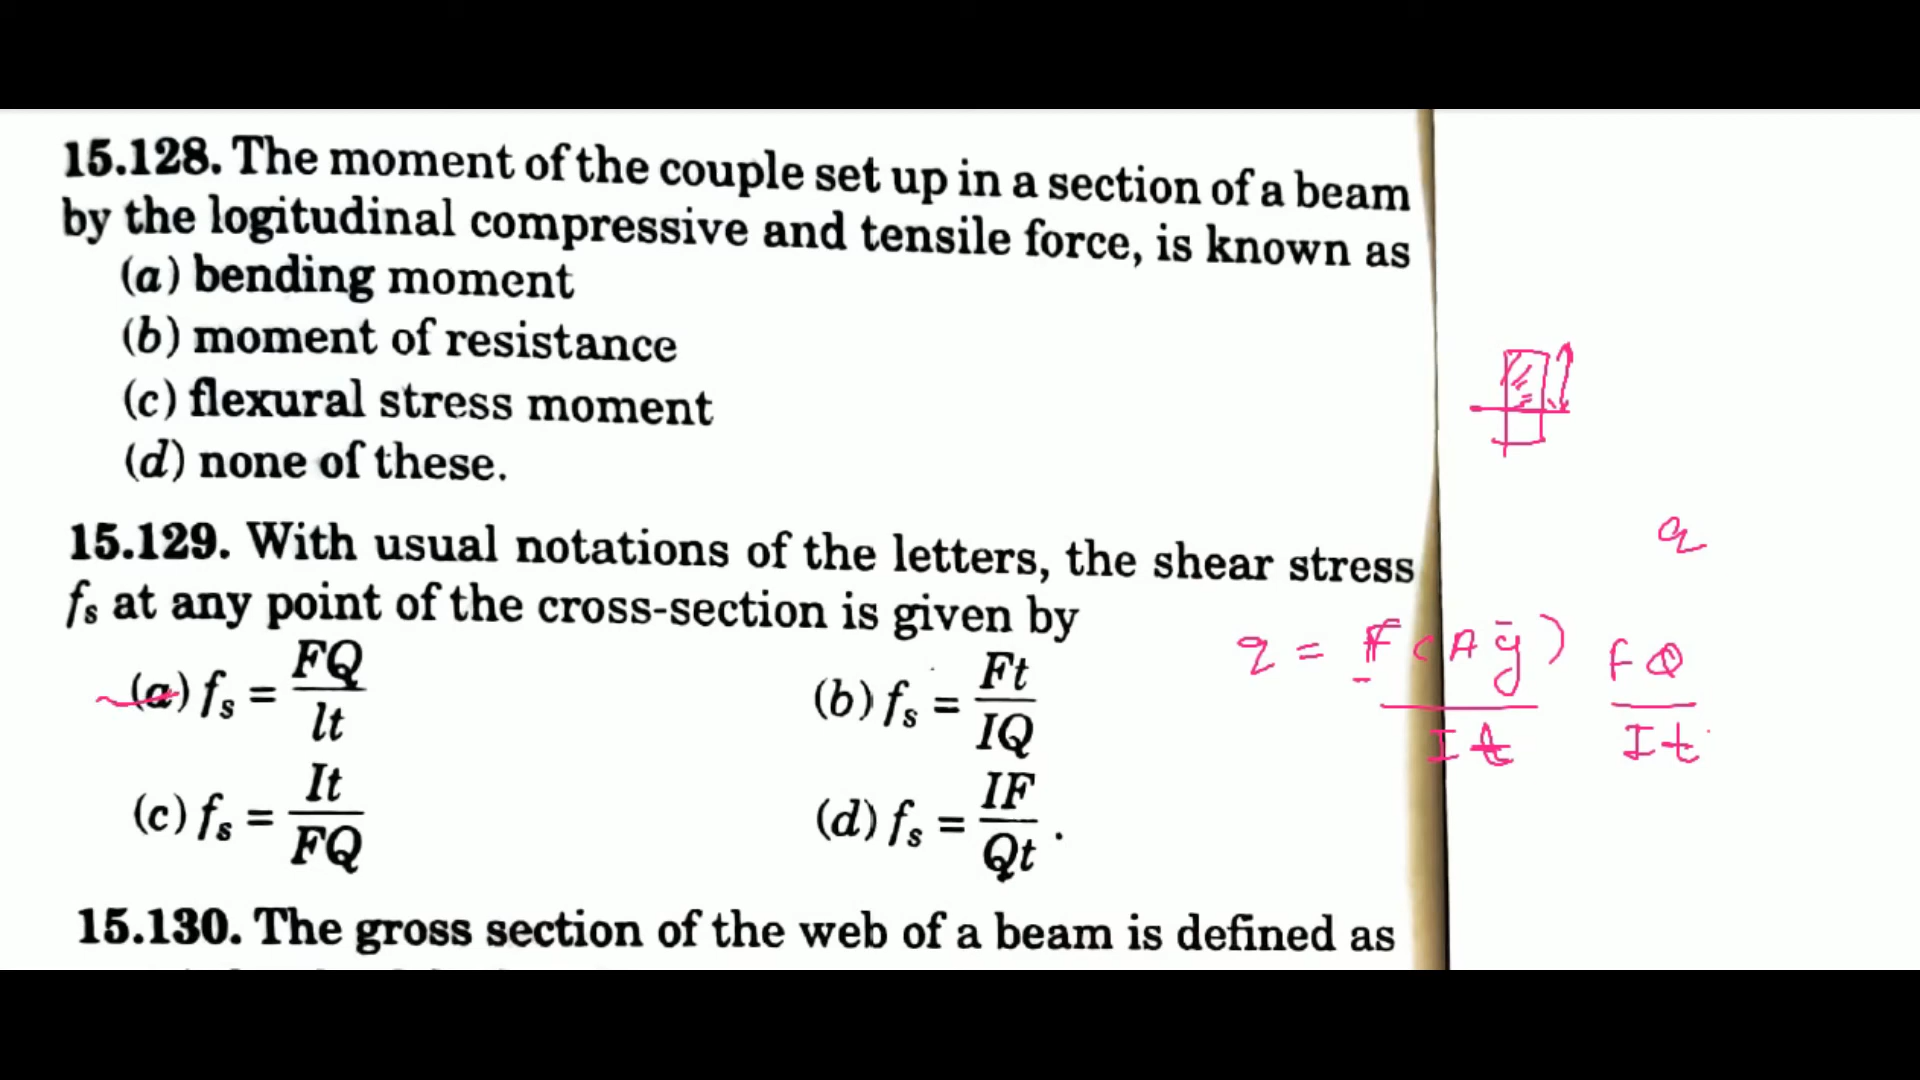 15.128. The moment of the couple set up in a section of a beam
by the logitudinal compressive and tensile force, is known as
(a) bending moment
(b) moment of resistance
(c) flexural stress moment
(d) none of these.
15.129. With usual notations of the letters, the shear stress
fs at any point of the cross-section is given by
(a) fs = FQ / lt
(b) fs = Ft / IQ
(c) fs = It / FQ
(d) fs = IF / Qt .
q
q = F(Aȳ) / It
FQ / It
15.130. The gross section of the web of a beam is defined as